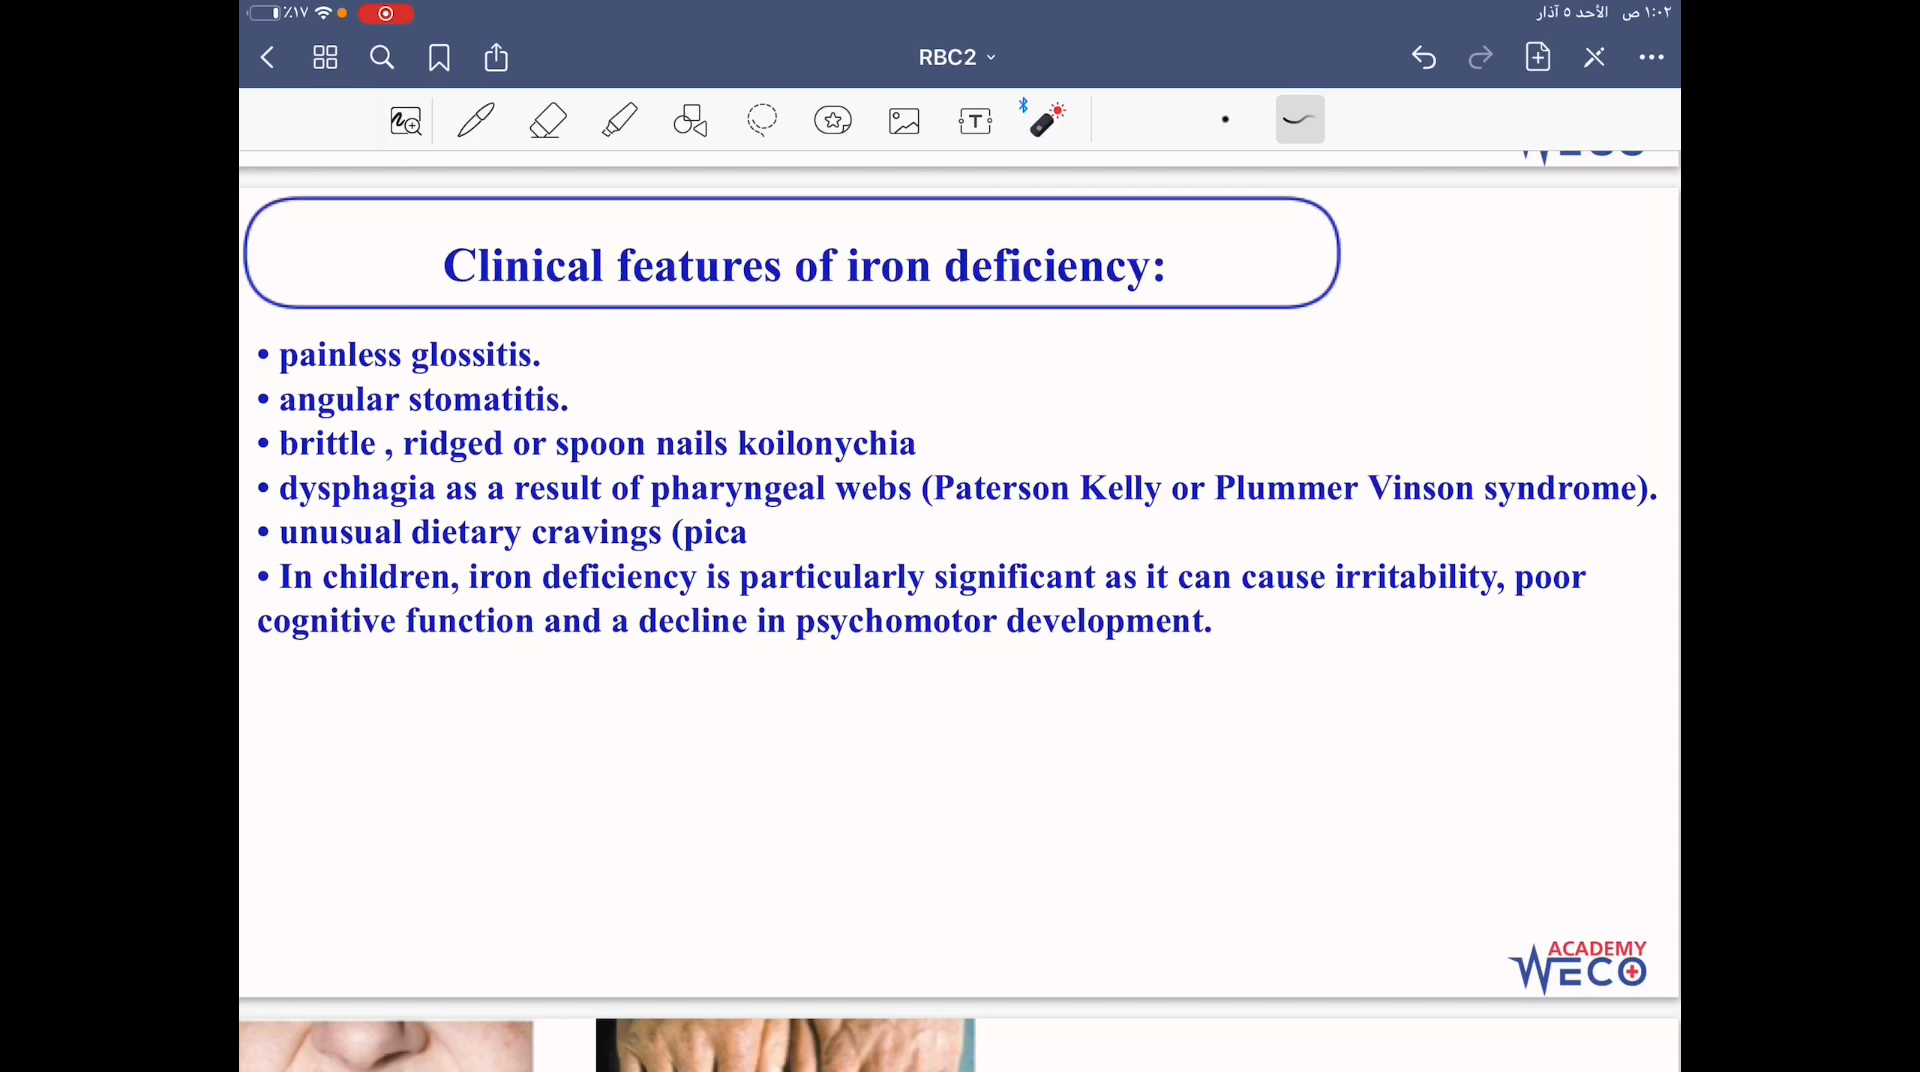 ٪١٧
الأحد ٥ آذار ١:٠٢ ص
RBC2
T
Clinical features of iron deficiency:
• painless glossitis.
• angular stomatitis.
• brittle , ridged or spoon nails koilonychia
• dysphagia as a result of pharyngeal webs (Paterson Kelly or Plummer Vinson syndrome).
• unusual dietary cravings (pica
• In children, iron deficiency is particularly significant as it can cause irritability, poor
cognitive function and a decline in psychomotor development.
ACADEMY
WECO